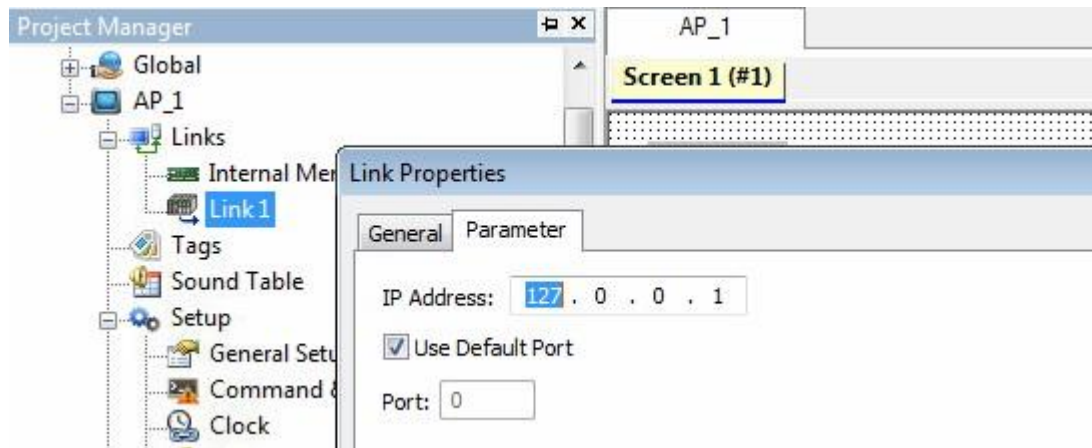 Project Manager
Global
AP_1
Links
Internal Mer
Link 1
Tags
Sound Table
Setup
General Setu
Command &
Clock
AP_1
Screen 1 (#1)
Link Properties
General Parameter
IP Address: 127 . 0 . 0 . 1
Use Default Port
Port: 0